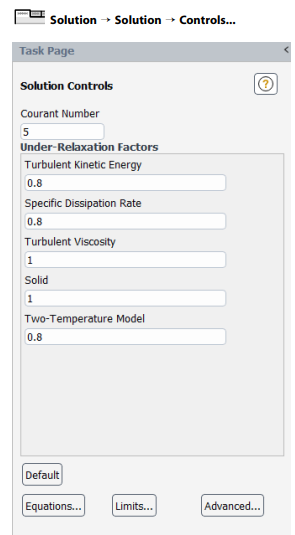 Solution → Solution → Controls...
Task Page <
Solution Controls
?
Courant Number
5
Under-Relaxation Factors
Turbulent Kinetic Energy
0.8
Specific Dissipation Rate
0.8
Turbulent Viscosity
1
Solid
1
Two-Temperature Model
0.8
Default
Equations... Limits... Advanced...